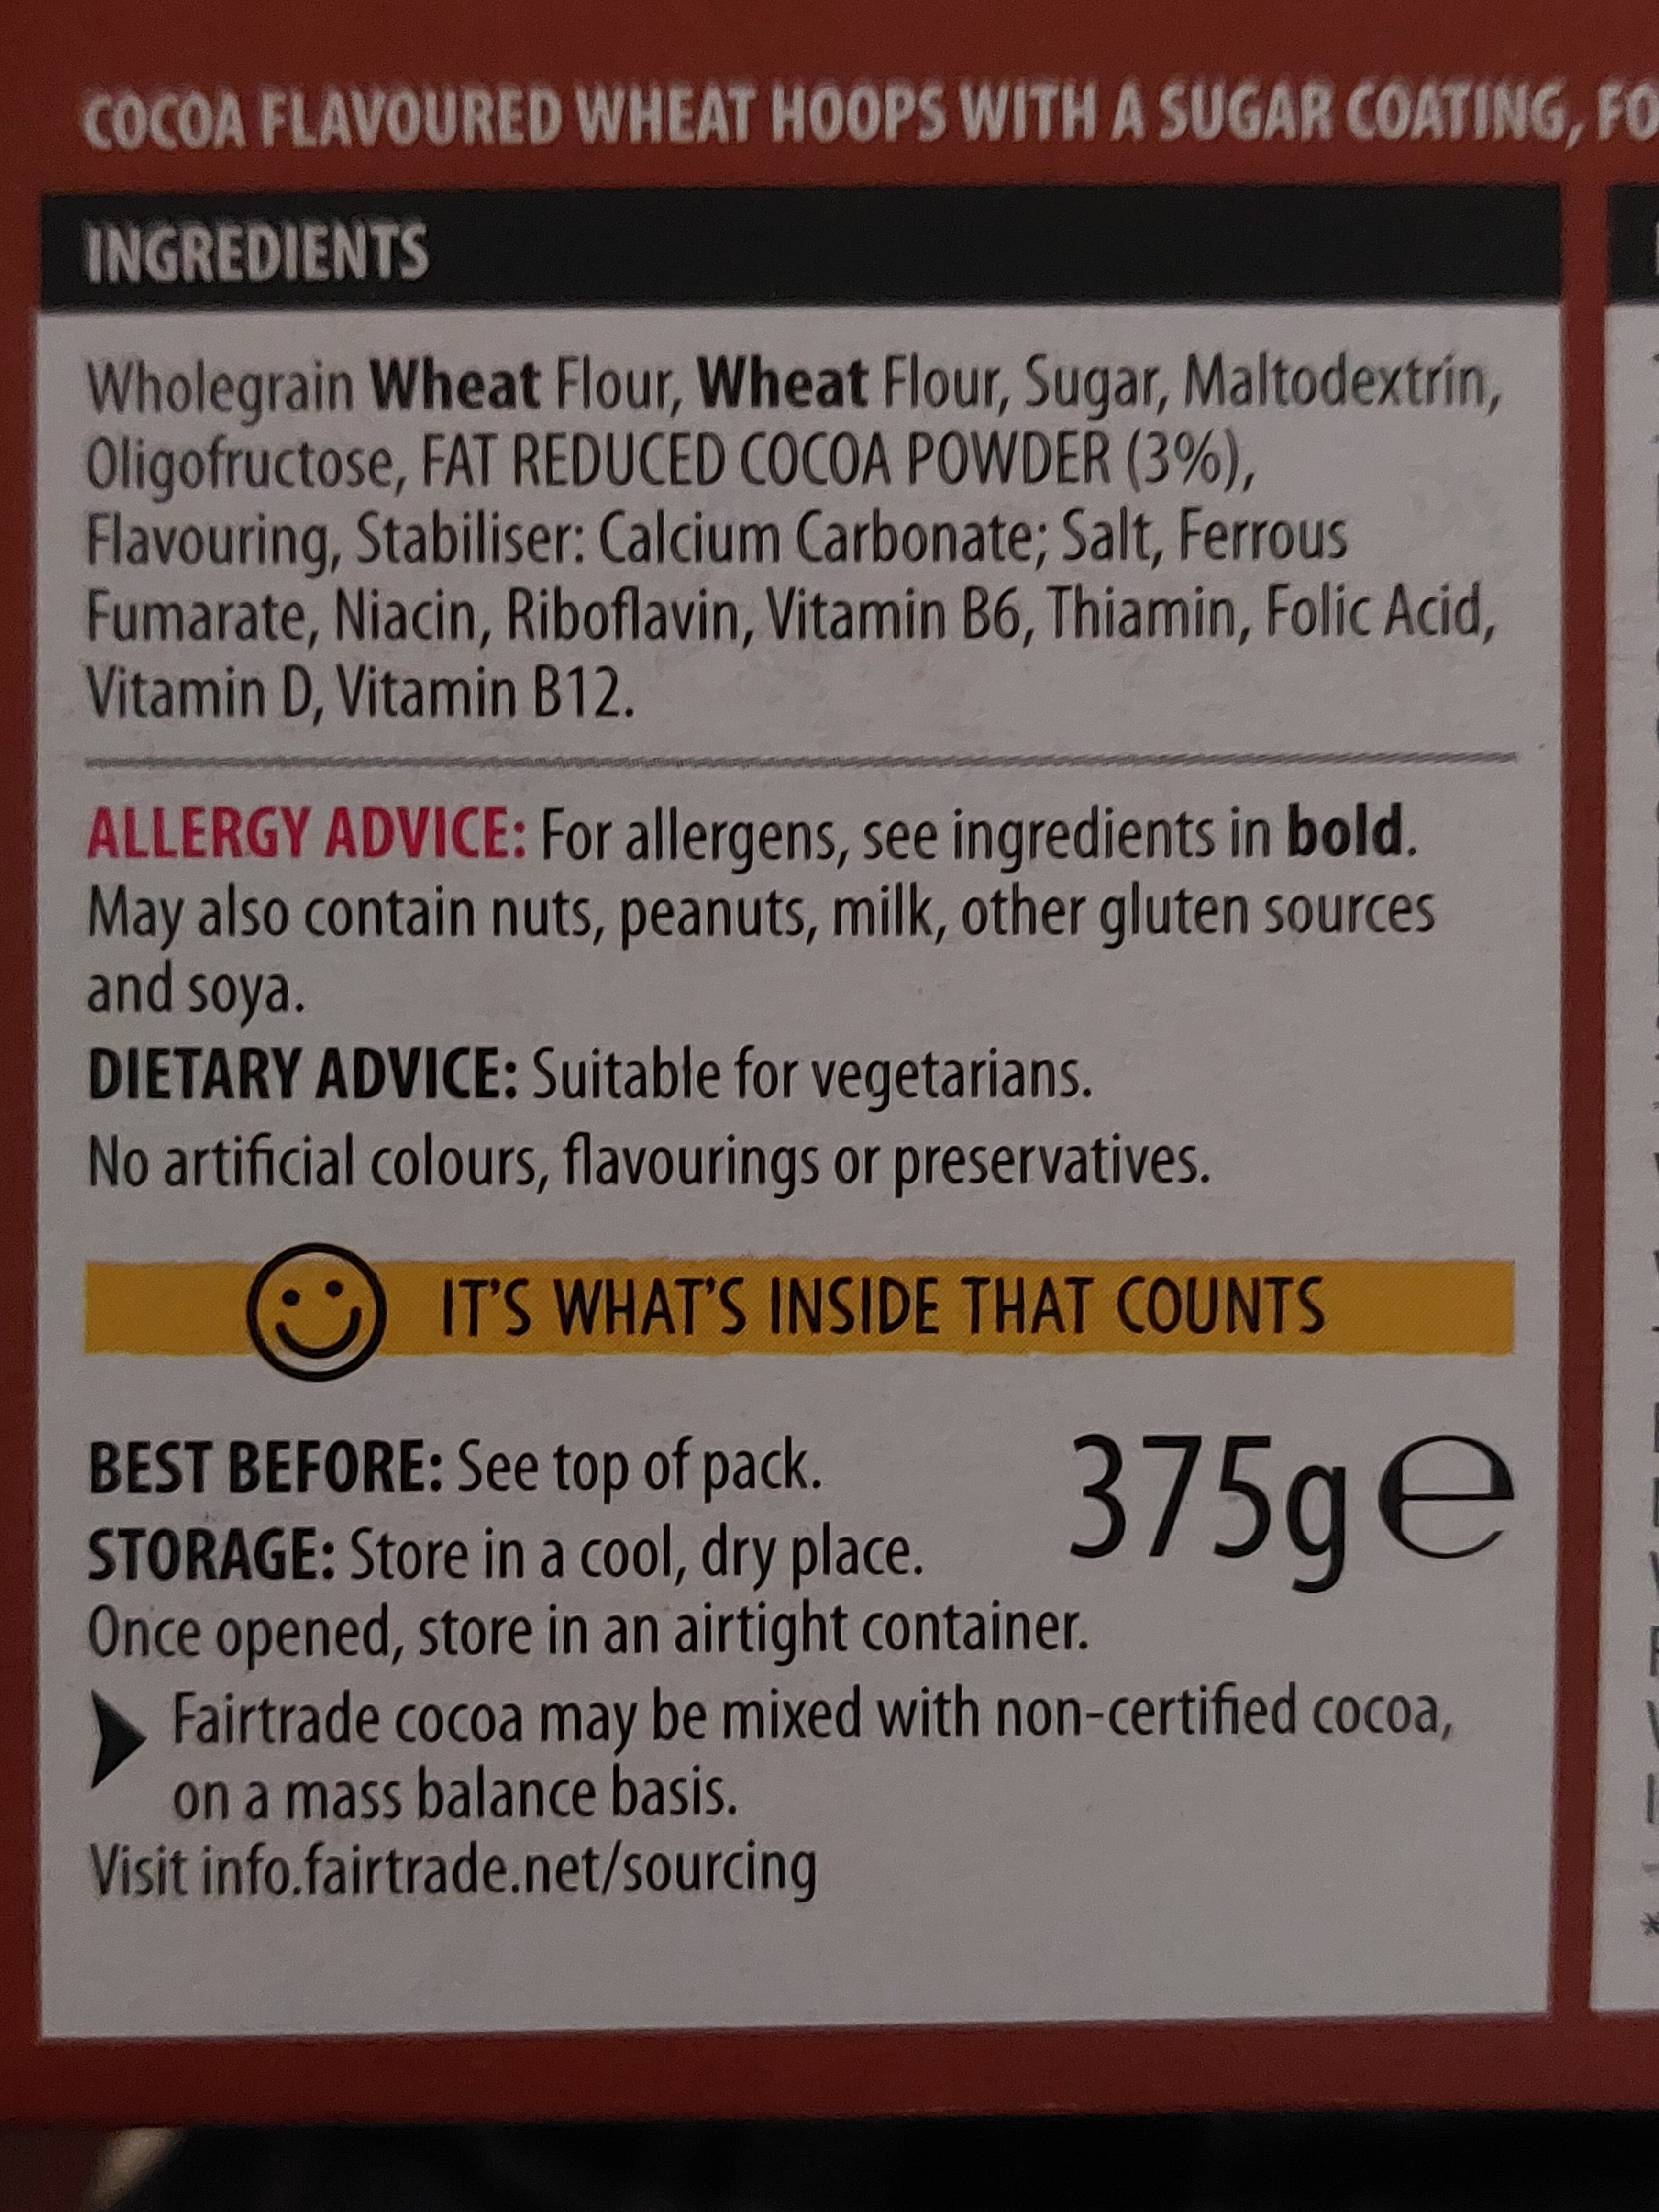 COCOA FLAVOURED WHEAT HOOPS WITH A SUGAR COATING, FO
INGREDIENTS
Wholegrain Wheat Flour, Wheat Flour, Sugar, Maltodextrin,
Oligofructose, FAT REDUCED COCOA POWDER (3%),
Flavouring, Stabiliser: Calcium Carbonate; Salt, Ferrous
Fumarate, Niacin, Riboflavin, Vitamin B6, Thiamin, Folic Acid,
Vitamin D, Vitamin B12.
ALLERGY ADVICE: For allergens, see ingredients in bold.
May also contain nuts, peanuts, milk, other gluten sources
and soya.
DIETARY ADVICE: Suitable for vegetarians.
No artificial colours, flavourings or preservatives.
IT'S WHAT'S INSIDE THAT COUNTS
BEST BEFORE: See top of pack.
375g e
STORAGE: Store in a cool, dry place.
Once opened, store in an airtight container.
Fairtrade cocoa may be mixed with non-certified cocoa,
on a mass balance basis.
Visit info.fairtrade.net/sourcing